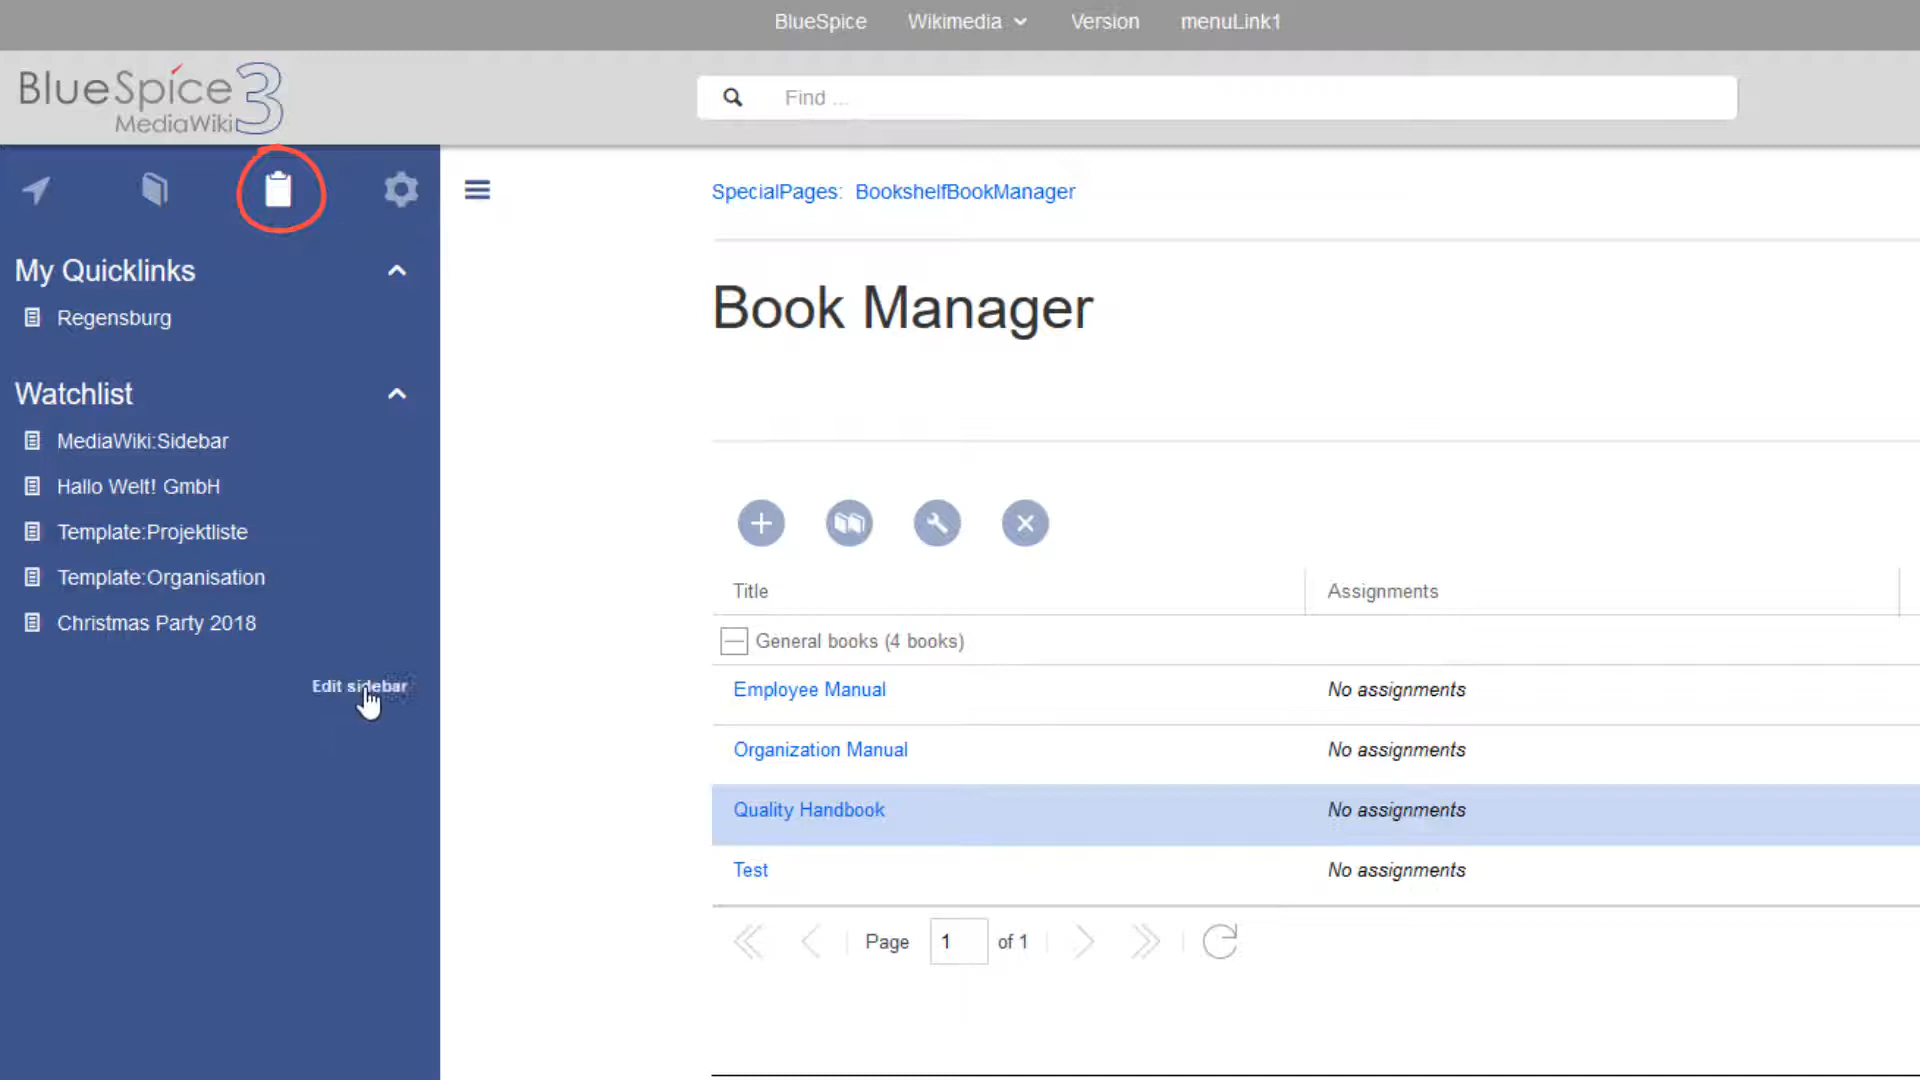 BlueSpice Wikimedia Version menuLink1
BlueSpice 3
MediaWiki
Find ...
SpecialPages: BookshelfBookManager
My Quicklinks
Regensburg
Book Manager
Watchlist
MediaWiki:Sidebar
Hallo Welt! GmbH
Template:Projektliste
Template:Organisation
Christmas Party 2018
Edit sidebar
Title Assignments
General books (4 books)
Employee Manual No assignments
Organization Manual No assignments
Quality Handbook No assignments
Test No assignments
Page 1 of 1